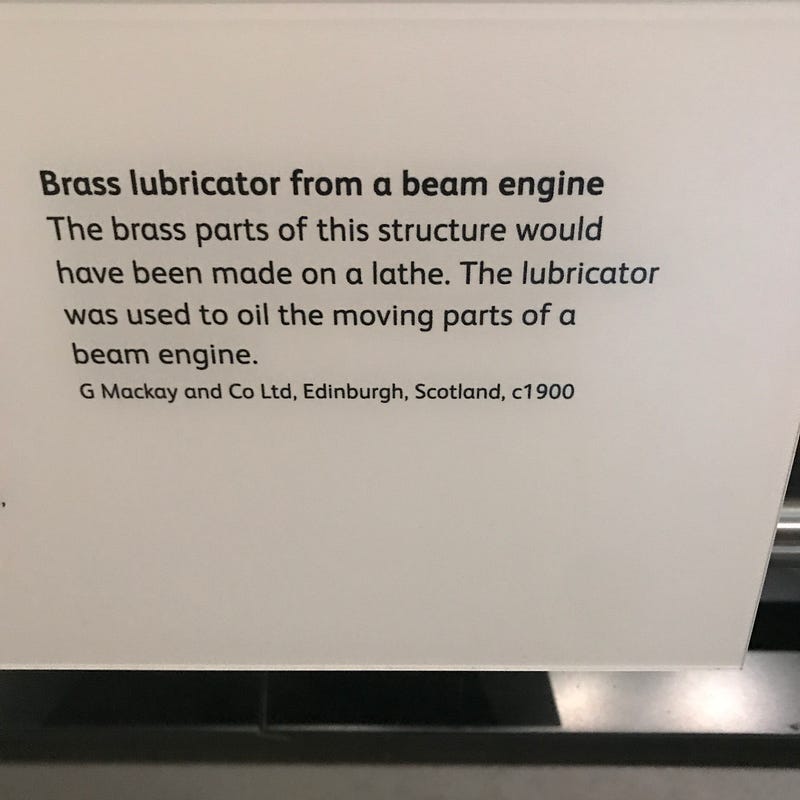 Brass lubricator from a beam engine
The brass parts of this structure would
have been made on a lathe. The lubricator
was used to oil the moving parts of a
beam engine.
G Mackay and Co Ltd, Edinburgh, Scotland, c1900